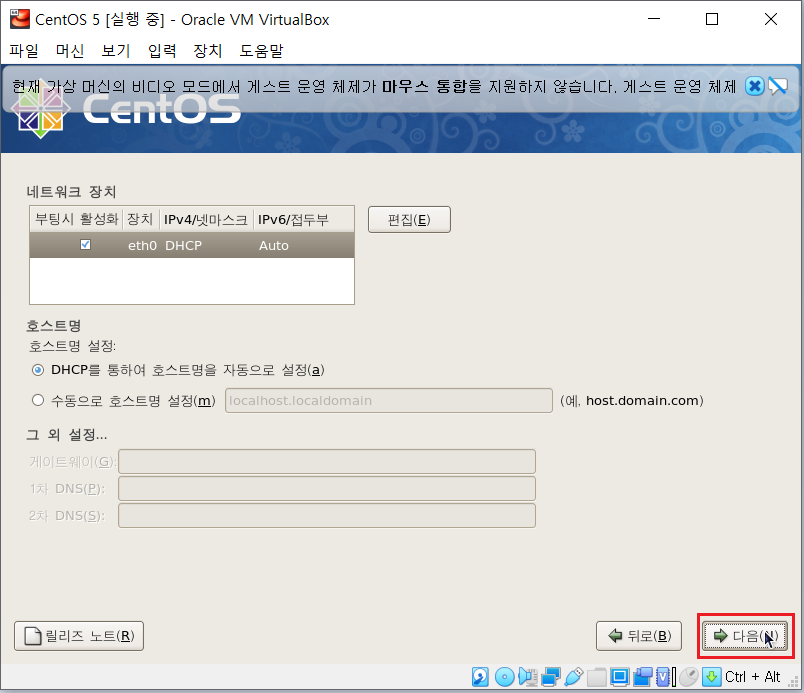 CentOS 5 [실행 중] - Oracle VM VirtualBox
파일 머신 보기 입력 장치 도움말
현재 가상 머신의 비디오 모드에서 게스트 운영 체제가 마우스 통합을 지원하지 않습니다. 게스트 운영 체제
CentOS
네트워크 장치
부팅시 활성화 장치 IPv4/넷마스크 IPv6/접두부
eth0 DHCP Auto
편집(E)
호스트명
호스트명 설정:
DHCP를 통하여 호스트명을 자동으로 설정(a)
수동으로 호스트명 설정(m) localhost.localdomain (예, host.domain.com)
그 외 설정...
게이트웨이(G):
1차 DNS(P):
2차 DNS(S):
릴리즈 노트(R) 뒤로(B) 다음(N)
Ctrl + Alt